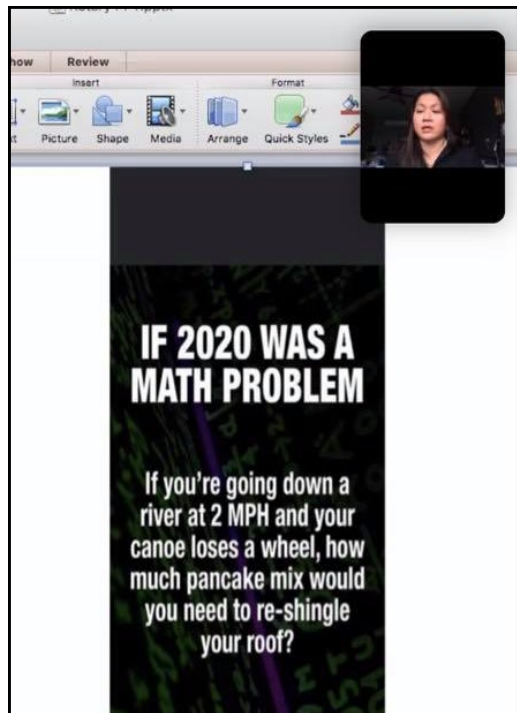 how Review
Insert Format
Picture Shape Media Arrange Quick Styles
IF 2020 WAS A
MATH PROBLEM
If you’re going down a
river at 2 MPH and your
canoe loses a wheel, how
much pancake mix would
you need to re-shingle
your roof?